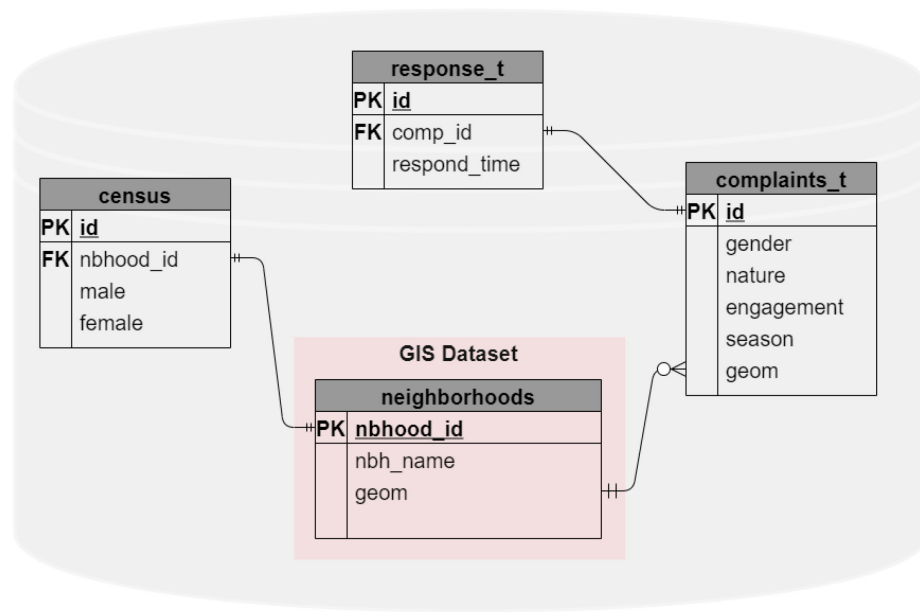 response_t
PK id
FK comp_id
respond_time
census
PK id
FK nbhood_id
male
female
complaints_t
PK id
gender
nature
engagement
season
geom
GIS Dataset
neighborhoods
PK nbhood_id
nbh_name
geom